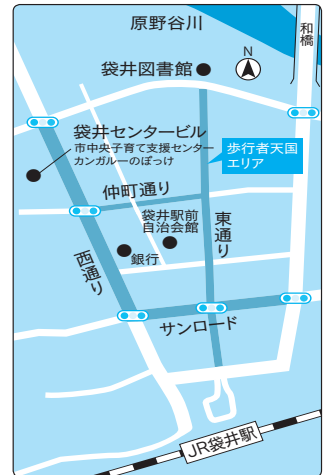 原野谷川
和橋
袋井図書館
N
袋井センタービル
市中央子育て支援センター
カンガルーのぽっけ
歩行者天国
エリア
仲町通り
袋井駅前
自治会館
東通り
銀行
西通り
サンロード
JR袋井駅